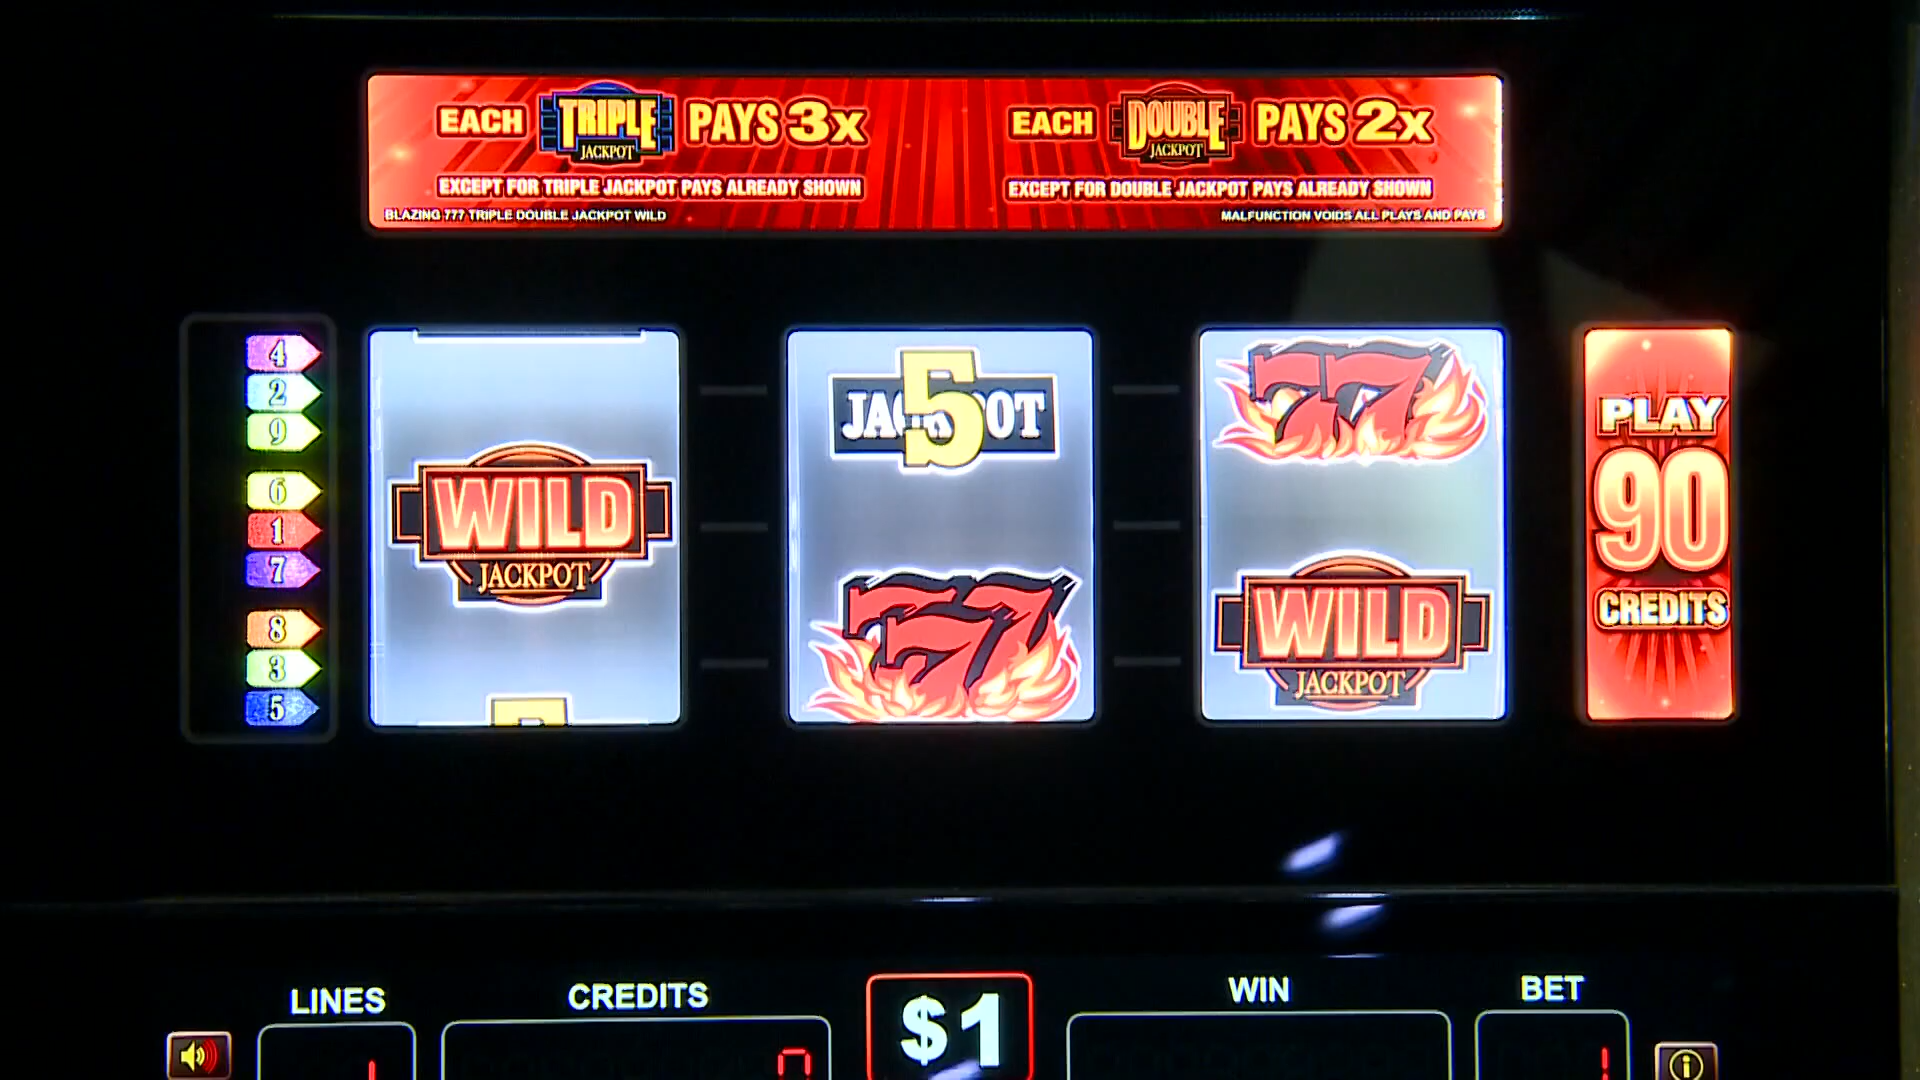 EACH TRIPLE JACKPOT PAYS 3x
EXCEPT FOR TRIPLE JACKPOT PAYS ALREADY SHOWN
BLAZING 777 TRIPLE DOUBLE JACKPOT WILD
EACH DOUBLE JACKPOT PAYS 2x
EXCEPT FOR DOUBLE JACKPOT PAYS ALREADY SHOWN
MALFUNCTION VOIDS ALL PLAYS AND PAYS
4
2
9
6
1
7
8
3
5
WILD
JACKPOT
JACKPOT
5
77
77
WILD
JACKPOT
PLAY
90
CREDITS
LINES
CREDITS
$1
WIN
BET